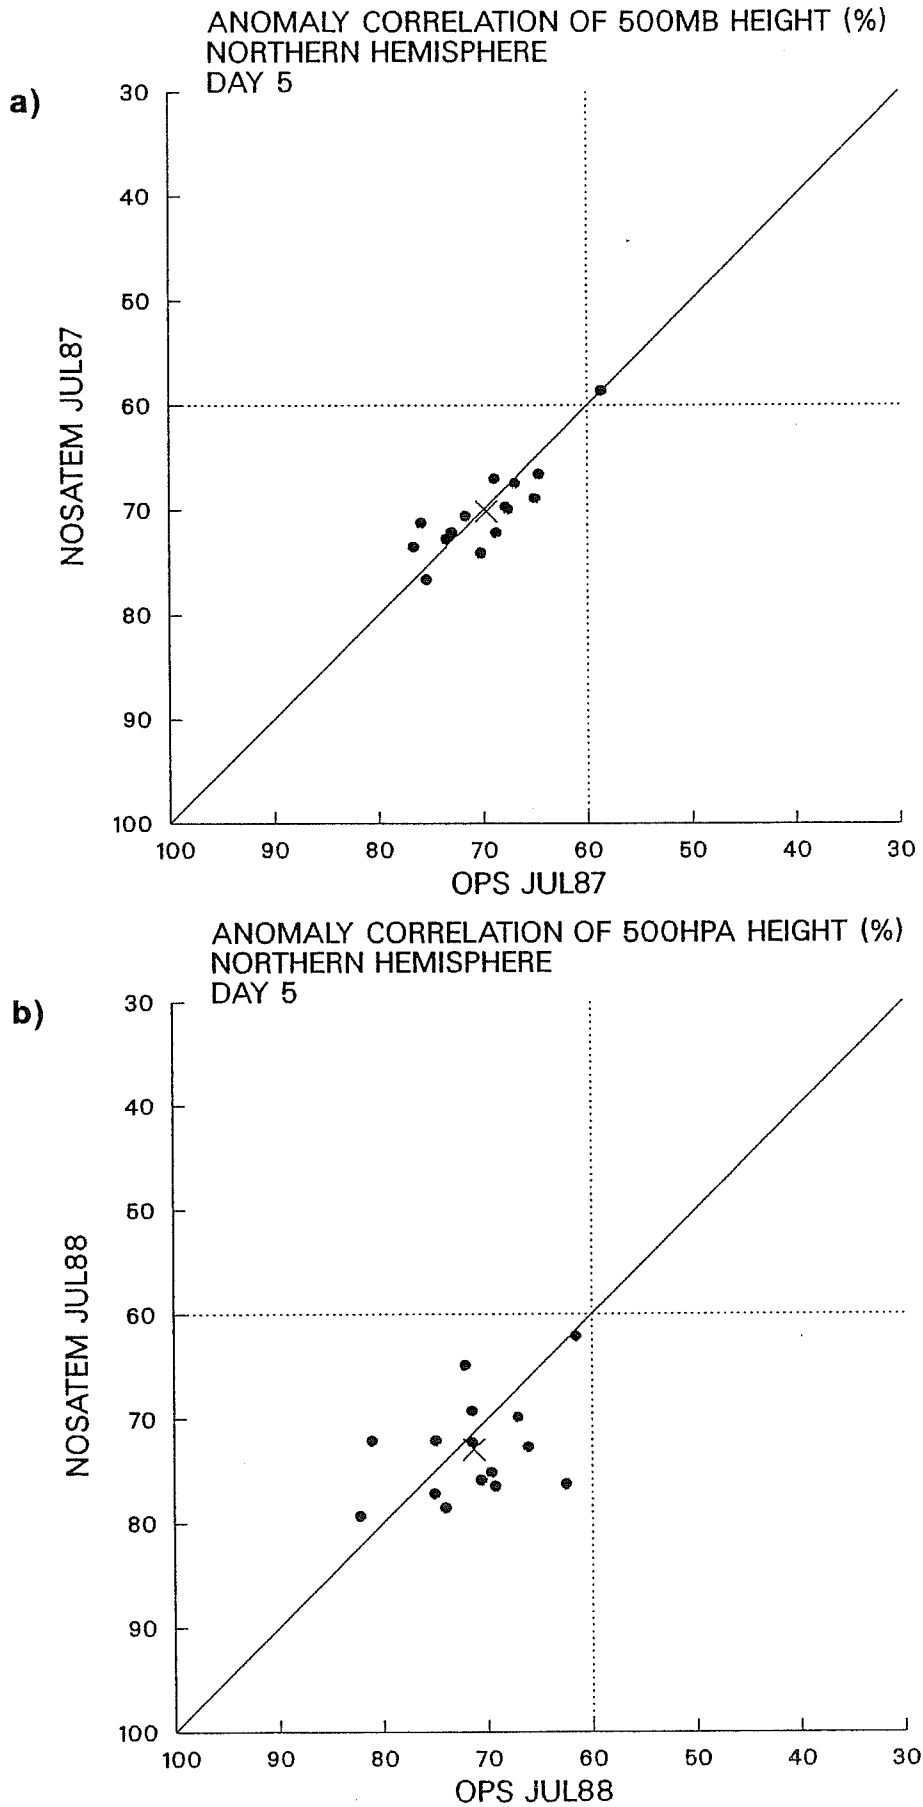 ANOMALY CORRELATION OF 500MB HEIGHT (%)
NORTHERN HEMISPHERE
DAY 5
a)
30
40
50
60
70
80
90
100
NOSATEM JUL87
100 90 80 70 60 50 40 30
OPS JUL87
ANOMALY CORRELATION OF 500HPA HEIGHT (%)
NORTHERN HEMISPHERE
DAY 5
b)
30
40
50
60
70
80
90
100
NOSATEM JUL88
100 90 80 70 60 50 40 30
OPS JUL88